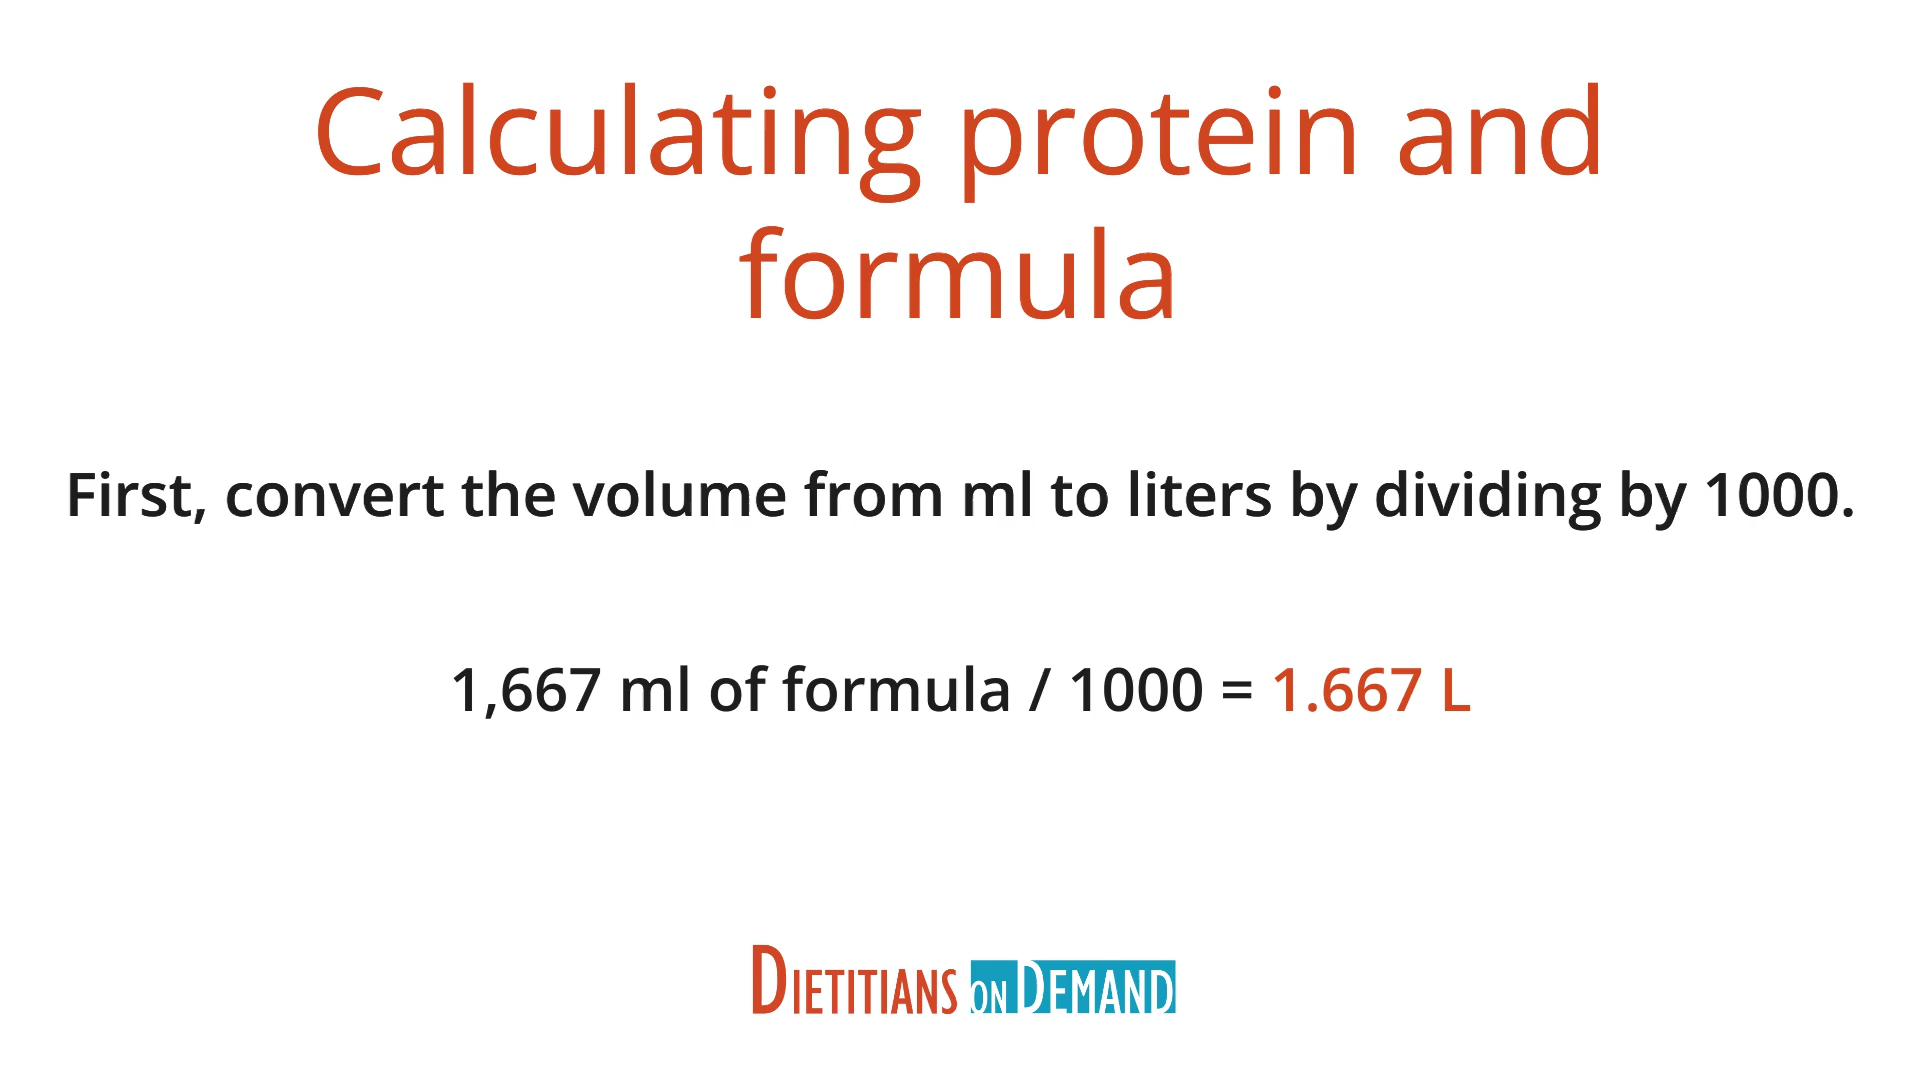 Calculating protein and
formula
First, convert the volume from ml to liters by dividing by 1000.
1,667 ml of formula / 1000 = 1.667 L
DIETITIANS ON DEMAND